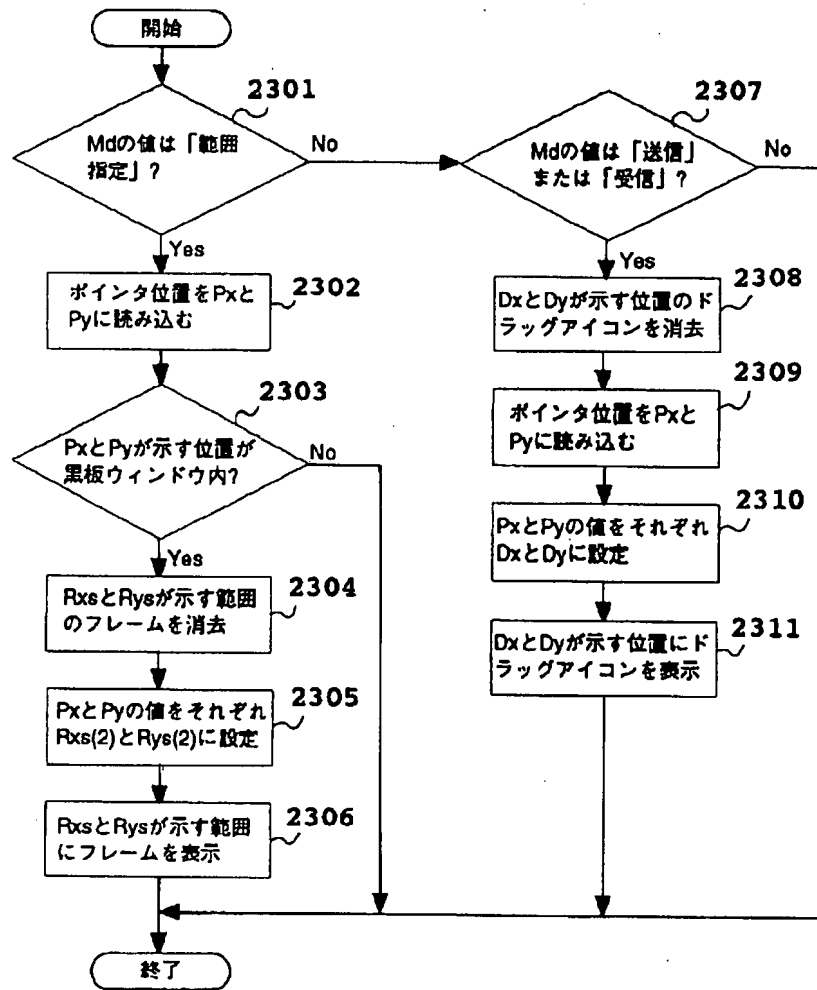 開始
2301
Mdの値は「範囲
指定」?
No
Yes
2302
ポインタ位置をPxと
Pyに読み込む
2303
PxとPyが示す位置が
黒板ウィンドウ内?
No
Yes
2304
RxsとRysが示す範囲
のフレームを消去
2305
PxとPyの値をそれぞれ
Rxs(2)とRys(2)に設定
2306
RxsとRysが示す範囲
にフレームを表示
終了
2307
Mdの値は「送信」
または「受信」?
No
Yes
2308
DxとDyが示す位置のド
ラッグアイコンを消去
2309
ポインタ位置をPxと
Pyに読み込む
2310
PxとPyの値をそれぞれ
DxとDyに設定
2311
DxとDyが示す位置にド
ラッグアイコンを表示